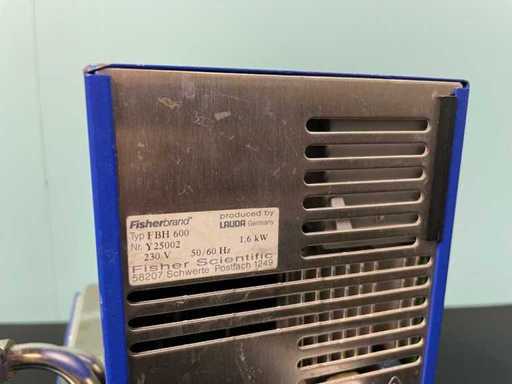 Fisherbrand™ produced by
LAUDA Germany
Typ FBH 600
Nr. Y25002 1.6 kW
230 V 50/60 Hz
Fisher Scientific
58207 Schwerte Postfach 1249